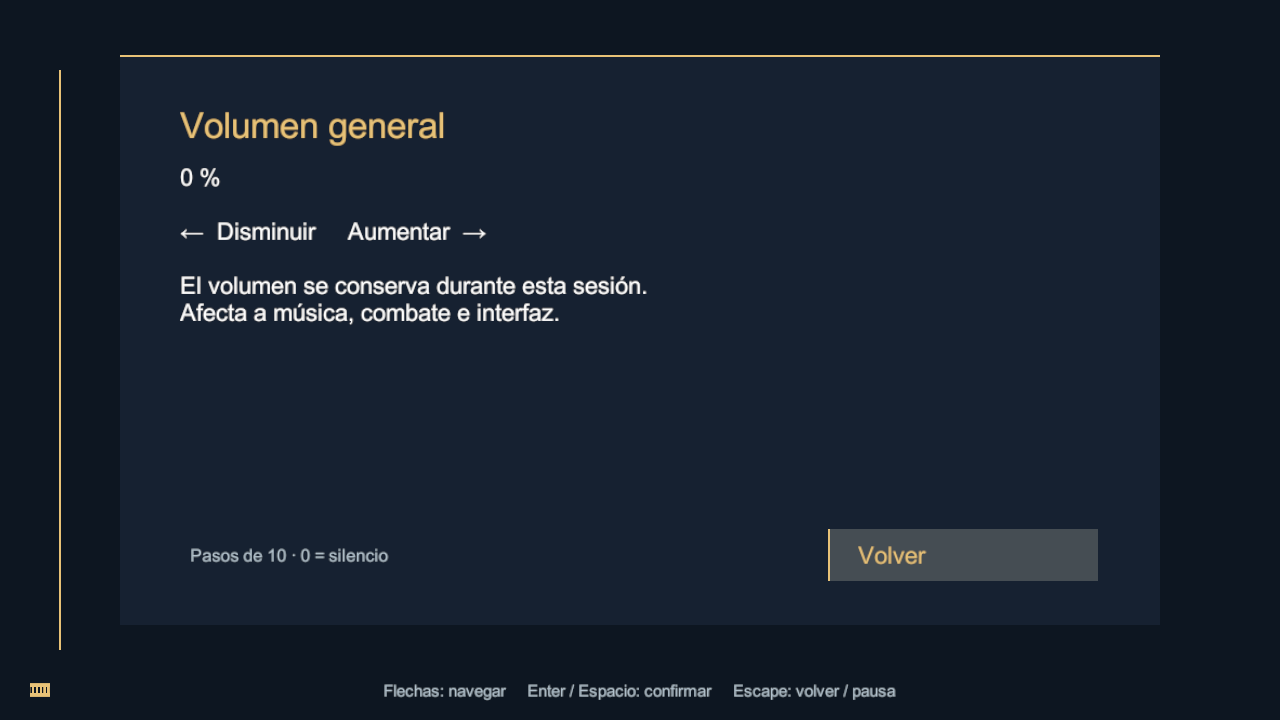 Volumen general
0 %
← Disminuir Aumentar →
El volumen se conserva durante esta sesión.
Afecta a música, combate e interfaz.
Pasos de 10 · 0 = silencio
Volver
Flechas: navegar Enter / Espacio: confirmar Escape: volver / pausa